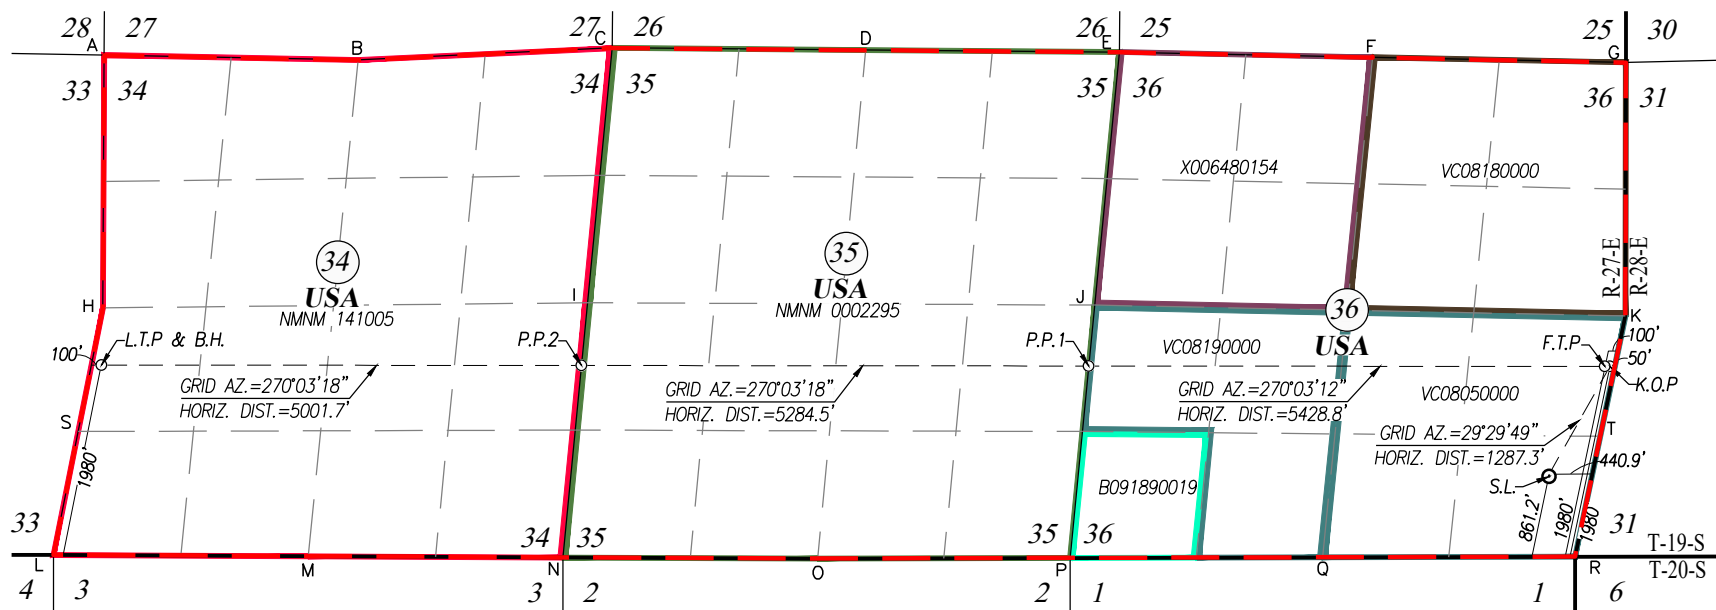 28 27 27 26 26 25 25 30
A B C D E F G
33 34 34 35 35 36 36 31
X006480154
VC08180000
R-27-E
R-28-E
34
USA
NMNM 141005
35
USA
NMNM 0002295
36
USA
H I J K
L.T.P & B.H.
100'
P.P.2
P.P.1
VC08190000
F.T.P
100'
50'
K.O.P
GRID AZ.=270°03'18"
HORIZ. DIST.=5001.7'
GRID AZ.=270°03'18"
HORIZ. DIST.=5284.5'
GRID AZ.=270°03'12"
HORIZ. DIST.=5428.8'
VC08050000
S
T
GRID AZ.=29°29'49"
HORIZ. DIST.=1287.3'
1980'
B091890019
S.L.
440.9'
861.2'
1980'
1980'
33 34 35 35 36 31
T-19-S
T-20-S
L M N O P Q R
4 3 3 2 2 1 1 6